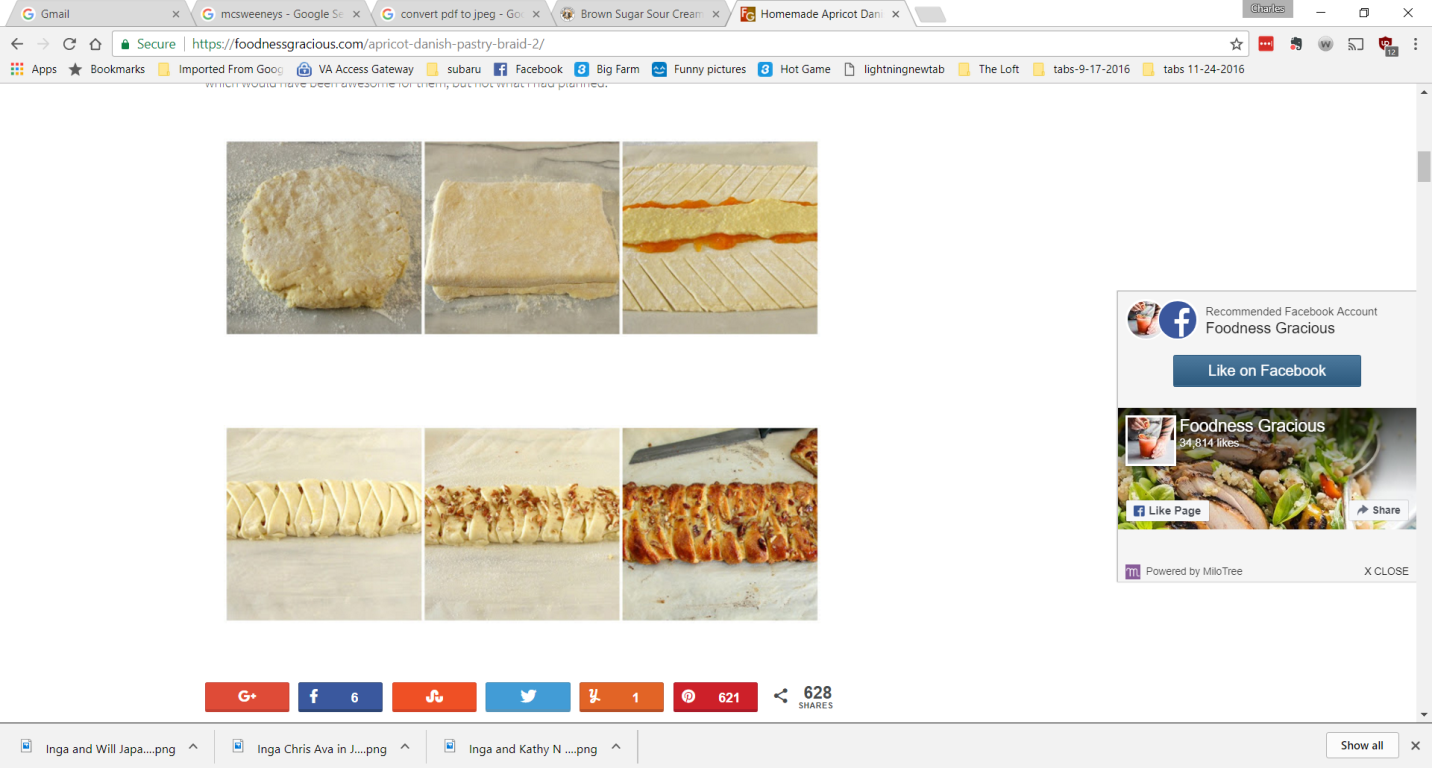 Charles
Gmail
mcsweeneys - Google Se
convert pdf to jpeg - Goo
Brown Sugar Sour Cream
Homemade Apricot Dani
Secure
https://foodnessgracious.com/apricot-danish-pastry-braid-2/
12
Apps
Bookmarks
Imported From Goog
VA Access Gateway
subaru
Facebook
Big Farm
Funny pictures
Hot Game
lightningnewtab
The Loft
tabs-9-17-2016
tabs 11-24-2016
which would have been awesome for them, but not what I had planned.
Recommended Facebook Account
Foodness Gracious
Like on Facebook
Foodness Gracious
34,814 likes
Like Page
Share
Powered by MiloTree
X CLOSE
G+
6
1
621
628
SHARES
Inga and Will Japa....png
Inga Chris Ava in J....png
Inga and Kathy N ....png
Show all